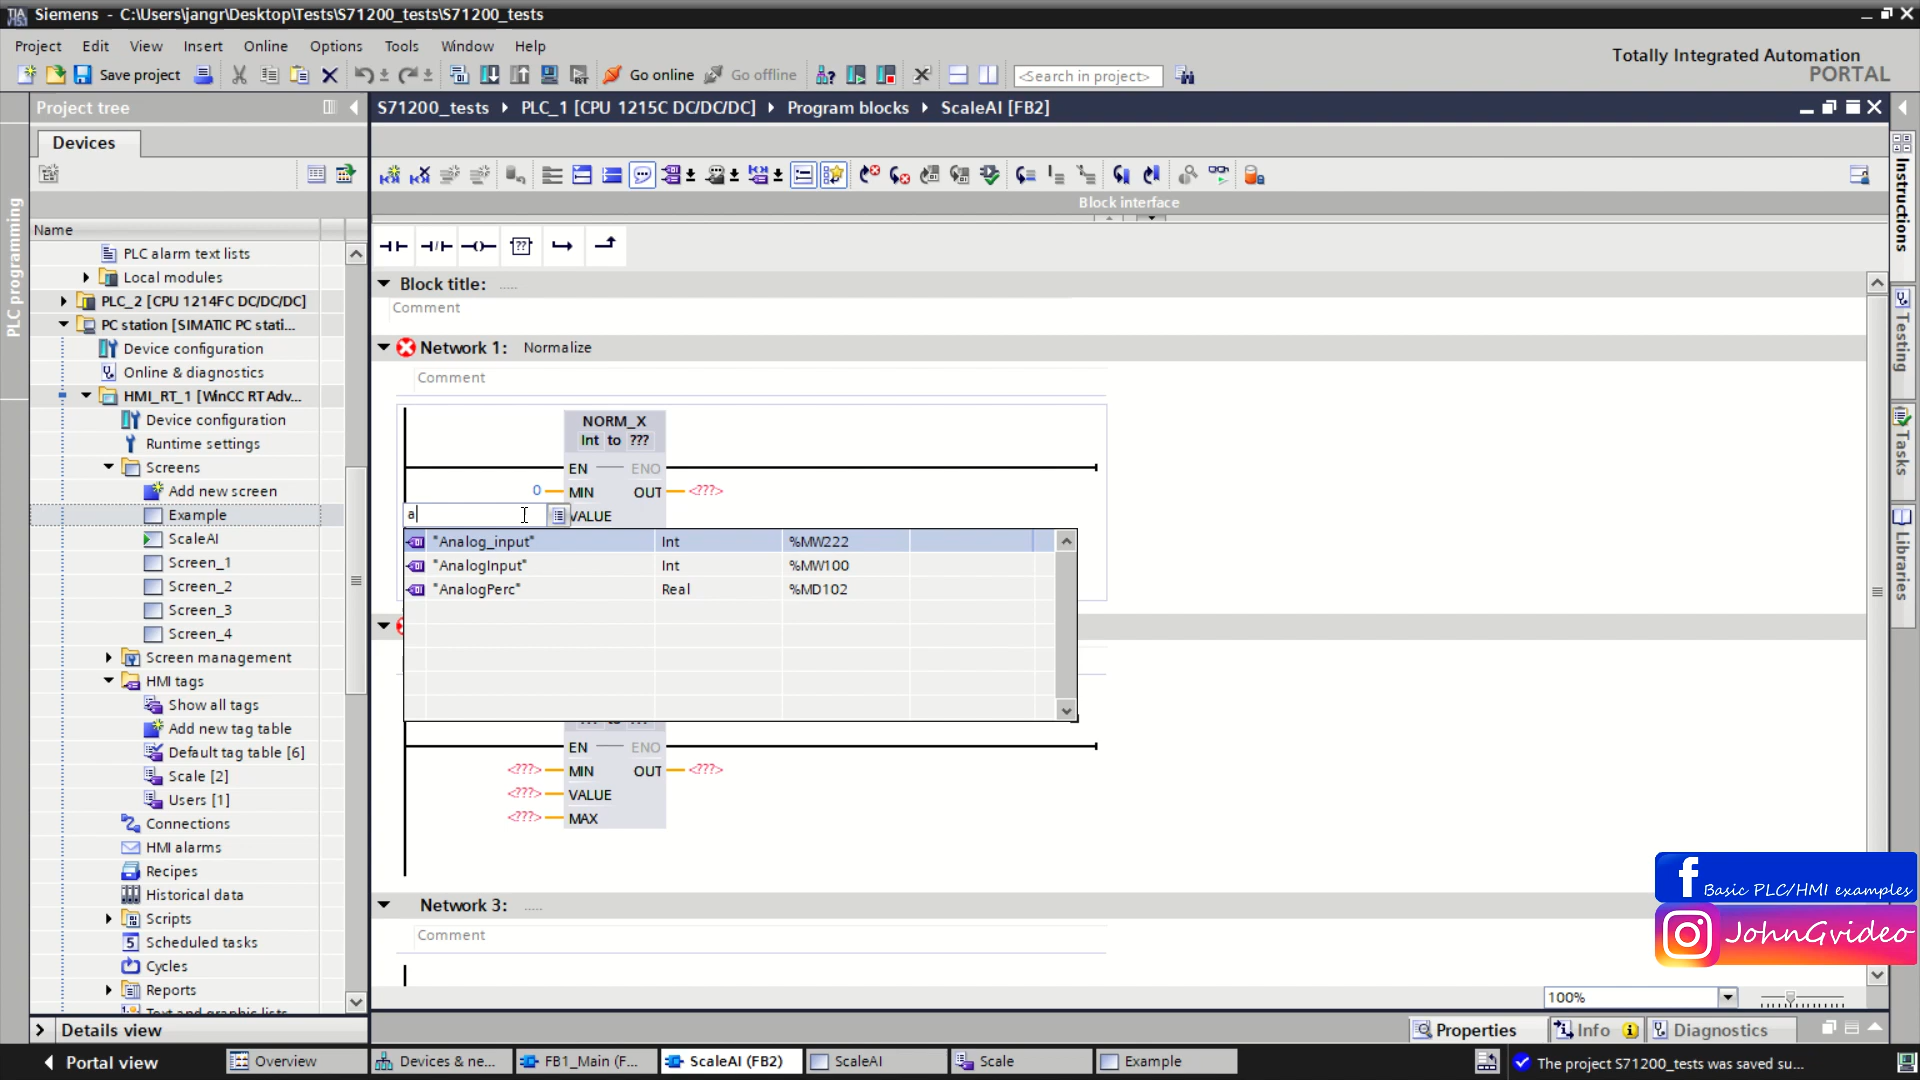 Siemens - C:\Users\jangr\Desktop\Tests\S71200_tests\S71200_tests
Project Edit View Insert Online Options Tools Window Help
Totally Integrated Automation
PORTAL
Save project
Go online
Go offline
<Search in project>
Project tree
S71200_tests PLC_1 [CPU 1215C DC/DC/DC] Program blocks ScaleAI [FB2]
Devices
Block interface
PLC programming
Name
PLC alarm text lists
Local modules
PLC_2 [CPU 1214FC DC/DC/DC]
PC station [SIMATIC PC stati...
Device configuration
Online & diagnostics
HMI_RT_1 [WinCC RT Adv...
Device configuration
Runtime settings
Screens
Add new screen
Example
ScaleAI
Screen_1
Screen_2
Screen_3
Screen_4
Screen management
HMI tags
Show all tags
Add new tag table
Default tag table [6]
Scale [2]
Users [1]
Connections
HMI alarms
Recipes
Historical data
Scripts
Scheduled tasks
Cycles
Reports
Text and graphic lists
Details view
??
Block title: .....
Comment
Network 1: Normalize
Comment
NORM_X
Int to ???
EN ENO
0 MIN OUT <???>
a VALUE
"Analog_input" Int %MW222
"AnalogInput" Int %MW100
"AnalogPerc" Real %MD102
EN ENO
<???> MIN OUT <???>
<???> VALUE
<???> MAX
Network 3: .....
Comment
Instructions
Testing
Tasks
Libraries
f Basic PLC/HMI examples
JohnGvideo
100%
Properties Info Diagnostics
Portal view Overview Devices & ne... FB1_Main (F... ScaleAI (FB2) ScaleAI Scale Example The project S71200_tests was saved su...